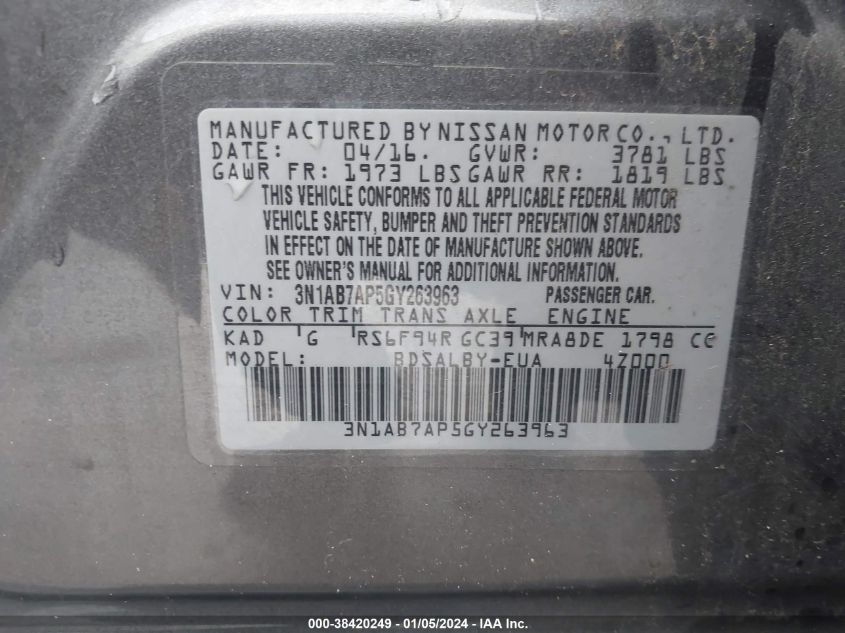 MANUFACTURED BY NISSAN MOTOR CO., LTD.
DATE: 04/16. GVWR: 3781 LBS
GAWR FR: 1973 LBS GAWR RR: 1819 LBS
THIS VEHICLE CONFORMS TO ALL APPLICABLE FEDERAL MOTOR
VEHICLE SAFETY, BUMPER AND THEFT PREVENTION STANDARDS
IN EFFECT ON THE DATE OF MANUFACTURE SHOWN ABOVE.
SEE OWNER'S MANUAL FOR ADDITIONAL INFORMATION.
VIN: 3N1AB7AP5GY263963 PASSENGER CAR.
COLOR TRIM TRANS AXLE ENGINE
KAD G RS6F94R GC39 MRA8DE 1798 CC
MODEL: BDSALBY-EUA 4Z000
3N1AB7AP5GY263963
000-38420249 - 01/05/2024 - IAA Inc.